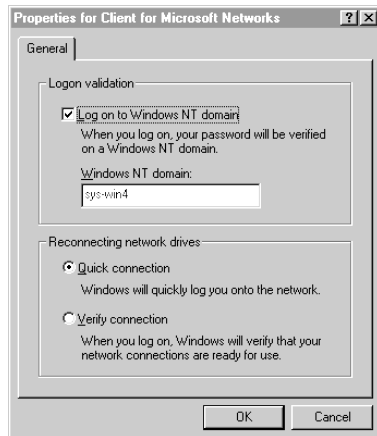 Properties for Client for Microsoft Networks
General
Logon validation
Log on to Windows NT domain
When you log on, your password will be verified
on a Windows NT domain.
Windows NT domain:
sys-win4
Reconnecting network drives
Quick connection
Windows will quickly log you onto the network.
Verify connection
When you log on, Windows will verify that your
network connections are ready for use.
OK Cancel